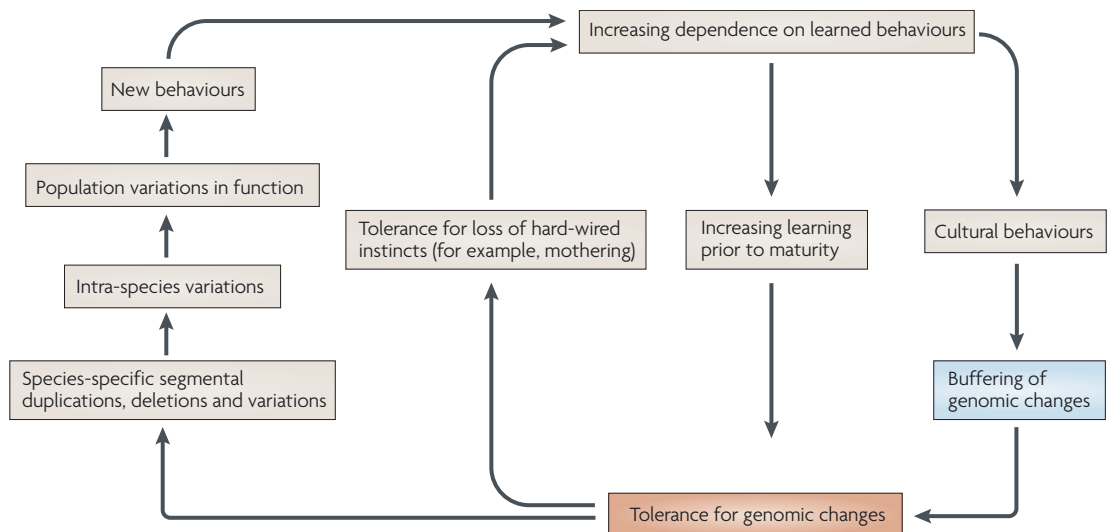 Increasing dependence on learned behaviours
New behaviours
Population variations in function
Tolerance for loss of hard-wired
instincts (for example, mothering)
Increasing learning
prior to maturity
Cultural behaviours
Intra-species variations
Species-specific segmental
duplications, deletions and variations
Buffering of
genomic changes
Tolerance for genomic changes